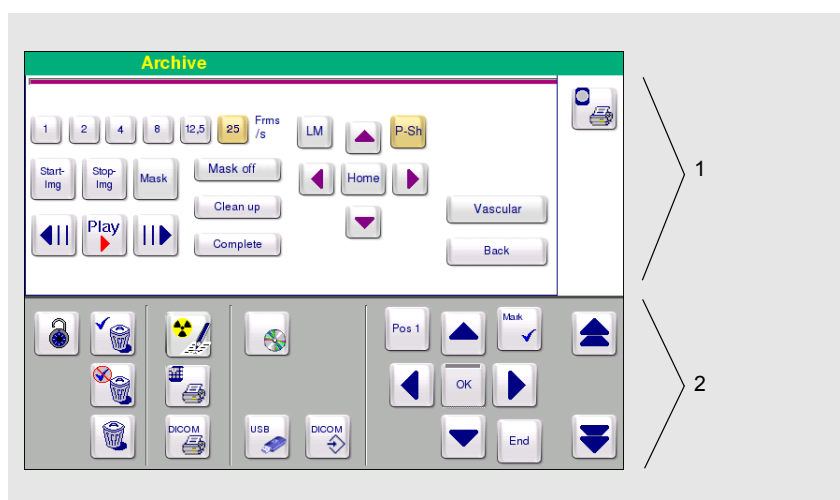 Archive
1 2 4 8 12,5 25 Frms /s LM P-Sh
Start-Img Stop-Img Mask Mask off Home
Clean up Vascular
Play Complete Back
1
Pos 1 Mark
OK
DICOM USB DICOM End
2